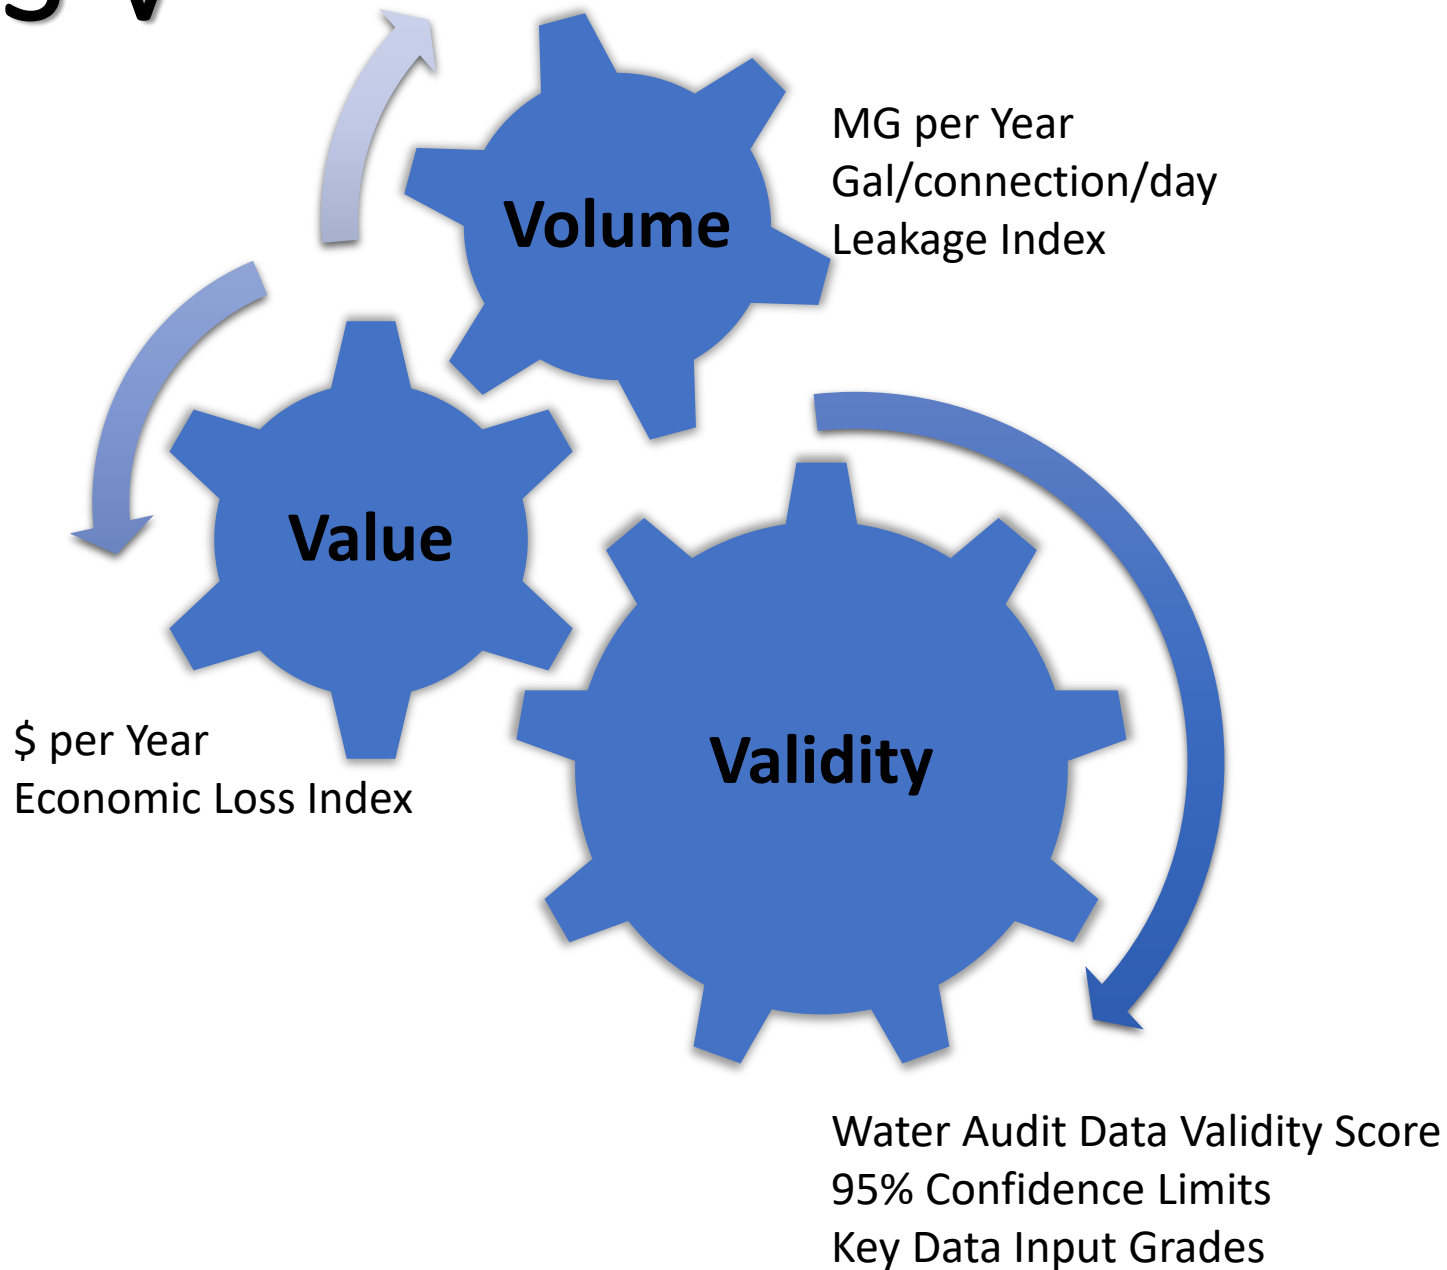 MG per Year
Gal/connection/day
Leakage Index
Volume
Value
$ per Year
Economic Loss Index
Validity
Water Audit Data Validity Score
95% Confidence Limits
Key Data Input Grades